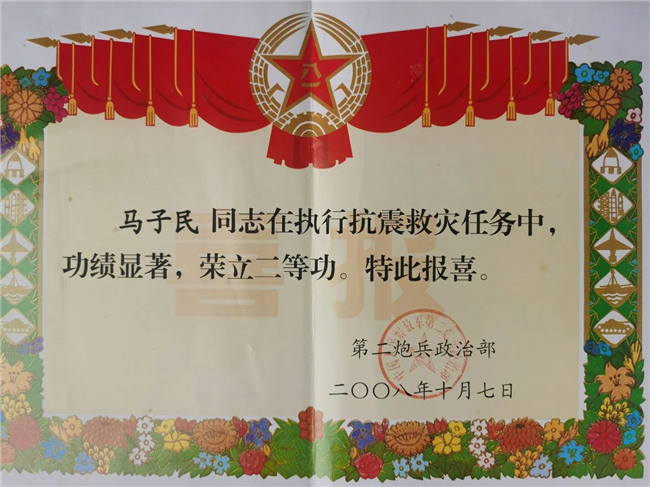 八一
马子民 同志在执行抗震救灾任务中，
功绩显著，荣立二等功。特此报喜。
喜报
第二炮兵政治部
二〇〇八年十月七日